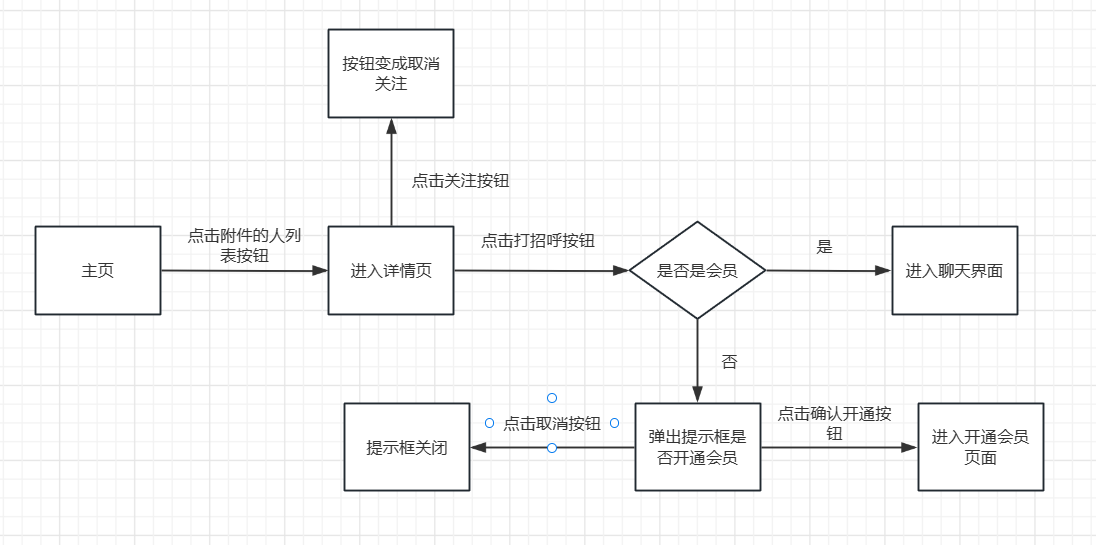 按钮变成取消
关注
点击关注按钮
点击附件的人列
表按钮
点击打招呼按钮
是
主页
进入详情页
是否是会员
进入聊天界面
否
点击取消按钮
点击确认开通按
钮
提示框关闭
弹出提示框是
否开通会员
进入开通会员
页面